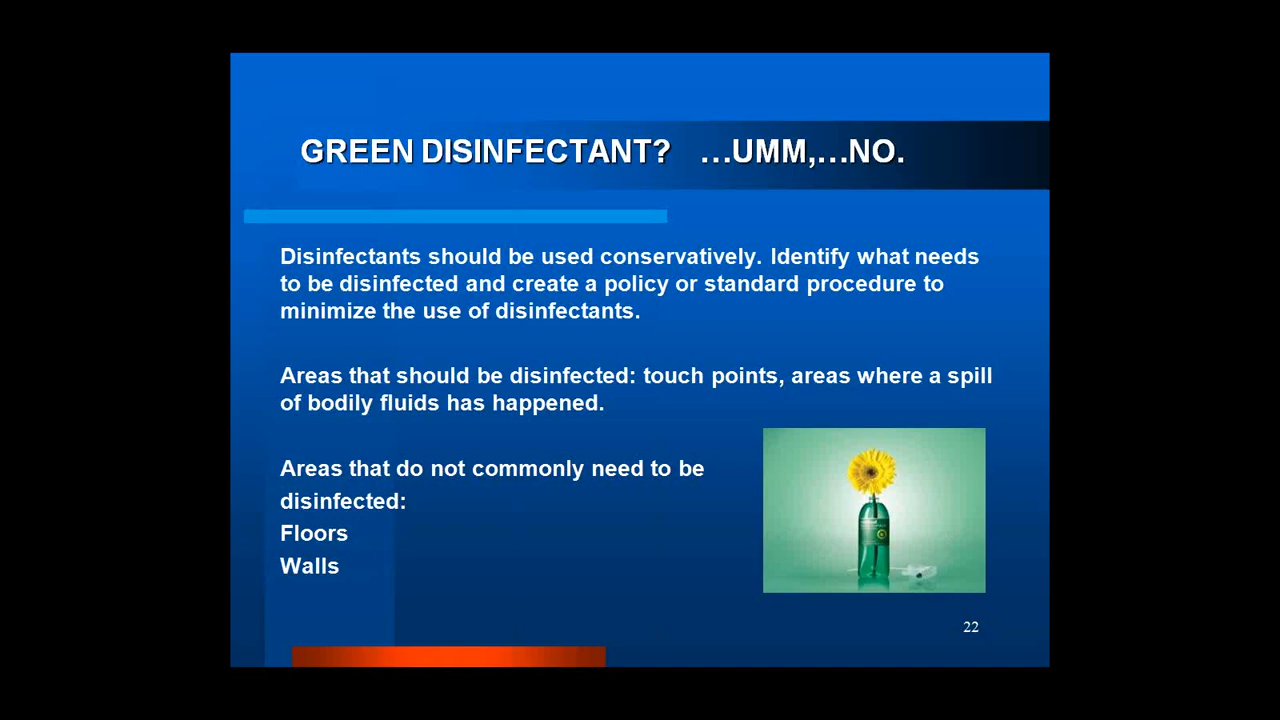 GREEN DISINFECTANT? ...UMM,...NO.
Disinfectants should be used conservatively. Identify what needs
to be disinfected and create a policy or standard procedure to
minimize the use of disinfectants.
Areas that should be disinfected: touch points, areas where a spill
of bodily fluids has happened.
Areas that do not commonly need to be
disinfected:
Floors
Walls
22